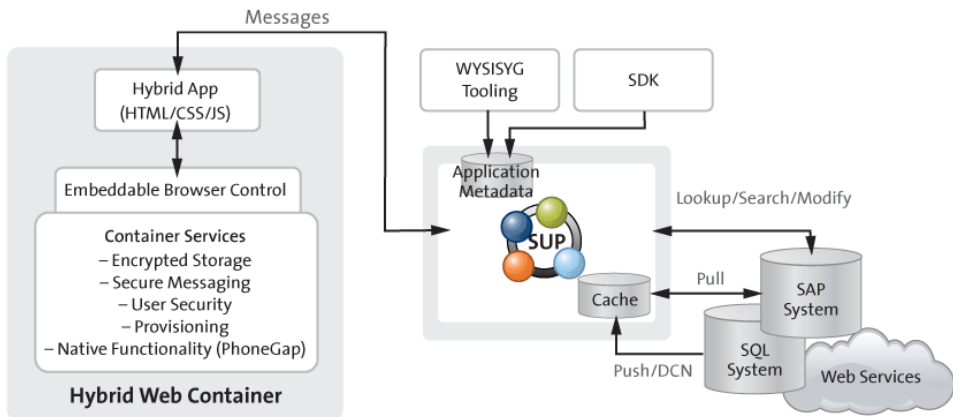 Messages
Hybrid App
(HTML/CSS/JS)
Embeddable Browser Control
Container Services
– Encrypted Storage
– Secure Messaging
– User Security
– Provisioning
– Native Functionality (PhoneGap)
Hybrid Web Container
WYSISYG
Tooling
SDK
Application
Metadata
SUP
Cache
Lookup/Search/Modify
Pull
Push/DCN
SAP
System
SQL
System
Web Services